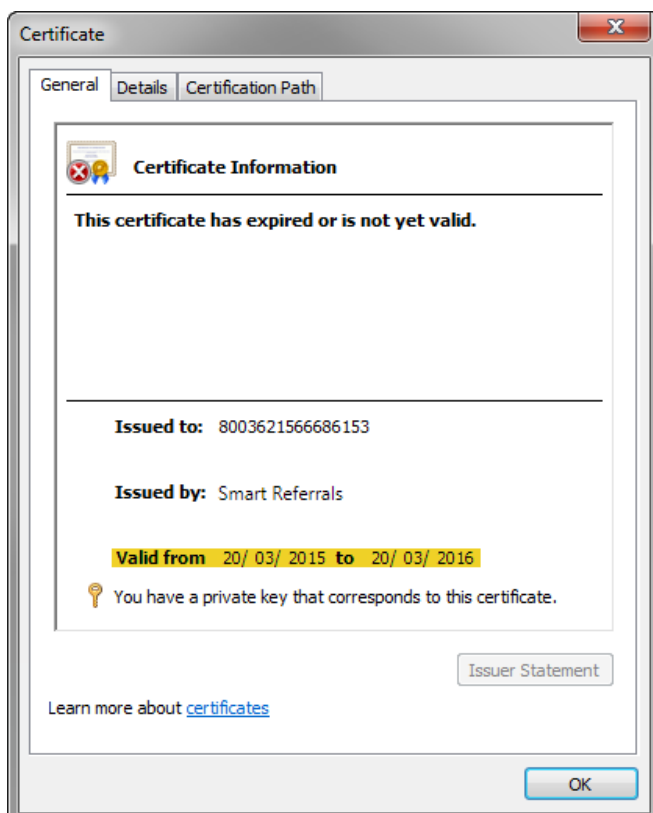 Certificate
General Details Certification Path
Certificate Information
This certificate has expired or is not yet valid.
Issued to: 8003621566686153
Issued by: Smart Referrals
Valid from 20/ 03/ 2015 to 20/ 03/ 2016
You have a private key that corresponds to this certificate.
Issuer Statement
Learn more about certificates
OK